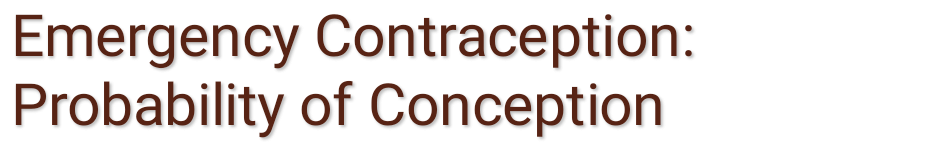 Emergency Contraception:
Probability of Conception